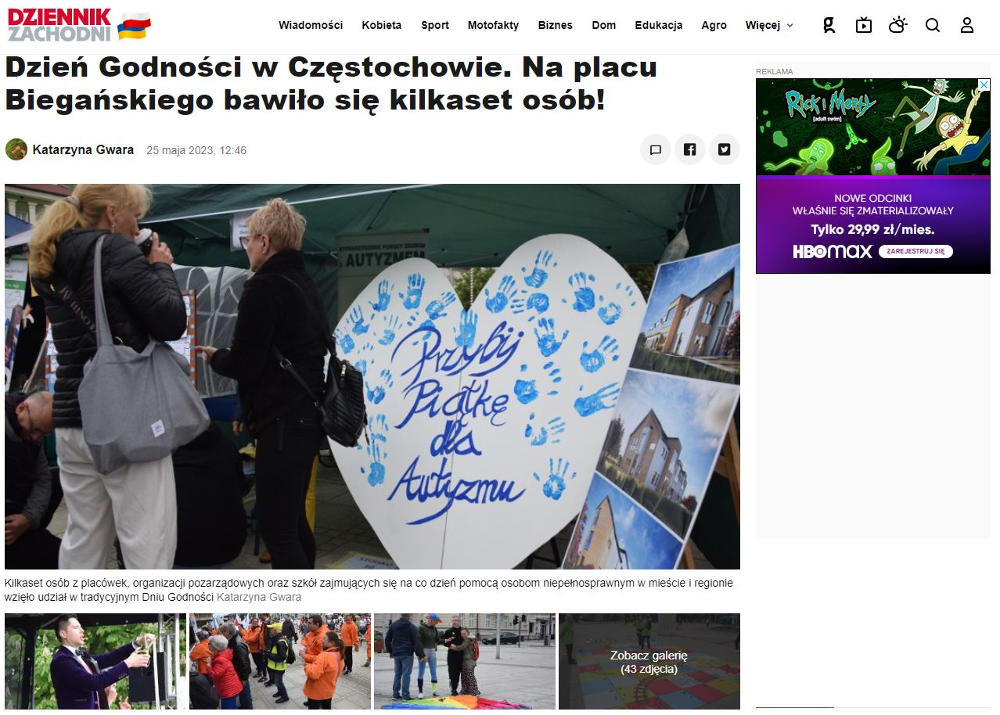 DZIENNIK
ZACHODNI
Wiadomości Kobieta Sport Motofakty Biznes Dom Edukacja Agro Więcej
Dzień Godności w Częstochowie. Na placu
Biegańskiego bawiło się kilkaset osób!
Katarzyna Gwara 25 maja 2023, 12:46
STOWARZYSZENIE POMOCY OSOBOM
AUTYZMEM
Przybij
Piątkę
dla
Autyzmu
Kilkaset osób z placówek, organizacji pozarządowych oraz szkół zajmujących się na co dzień pomocą osobom niepełnosprawnym w mieście i regionie
wzięło udział w tradycyjnym Dniu Godności Katarzyna Gwara
Zobacz galerię
(43 zdjęcia)
REKLAMA
Rick i Morty
[adult swim]
NOWE ODCINKI
WŁAŚNIE SIĘ ZMATERIALIZOWAŁY
Tylko 29,99 zł/mies.
HBOmax ZAREJESTRUJ SIĘ